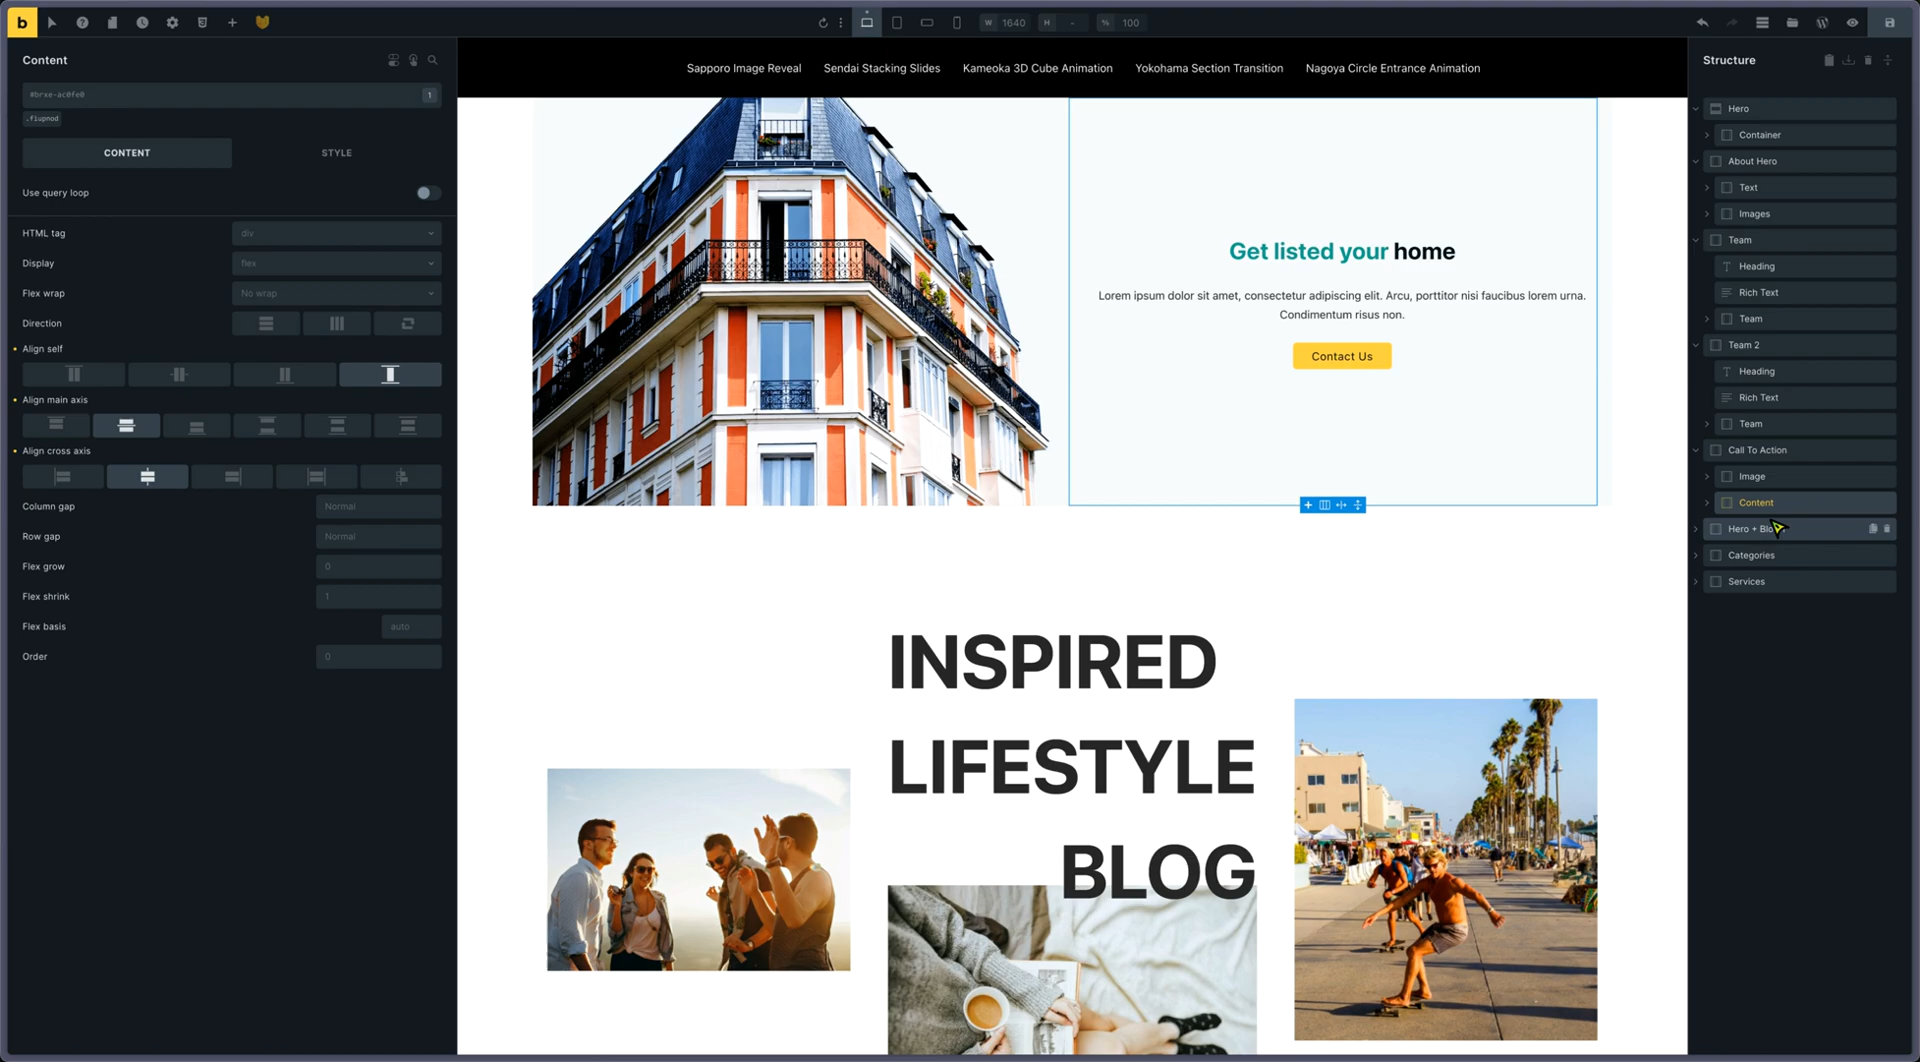 b
W 1640 H - % 100
Content
#brxe-ac0fe0 1
.fiupnod
CONTENT STYLE
Use query loop
HTML tag div
Display flex
Flex wrap No wrap
Direction
Align self
Align main axis
Align cross axis
Column gap Normal
Row gap Normal
Flex grow 0
Flex shrink 1
Flex basis auto
Order 0
Sapporo Image Reveal Sendai Stacking Slides Kameoka 3D Cube Animation Yokohama Section Transition Nagoya Circle Entrance Animation
Get listed your home
Lorem ipsum dolor sit amet, consectetur adipiscing elit. Arcu, porttitor nisi faucibus lorem urna.
Condimentum risus non.
Contact Us
INSPIRED
LIFESTYLE
BLOG
Structure
Hero
Container
About Hero
Text
Images
Team
Heading
Rich Text
Team
Team 2
Heading
Rich Text
Team
Call To Action
Image
Content
Hero +
Categories
Services